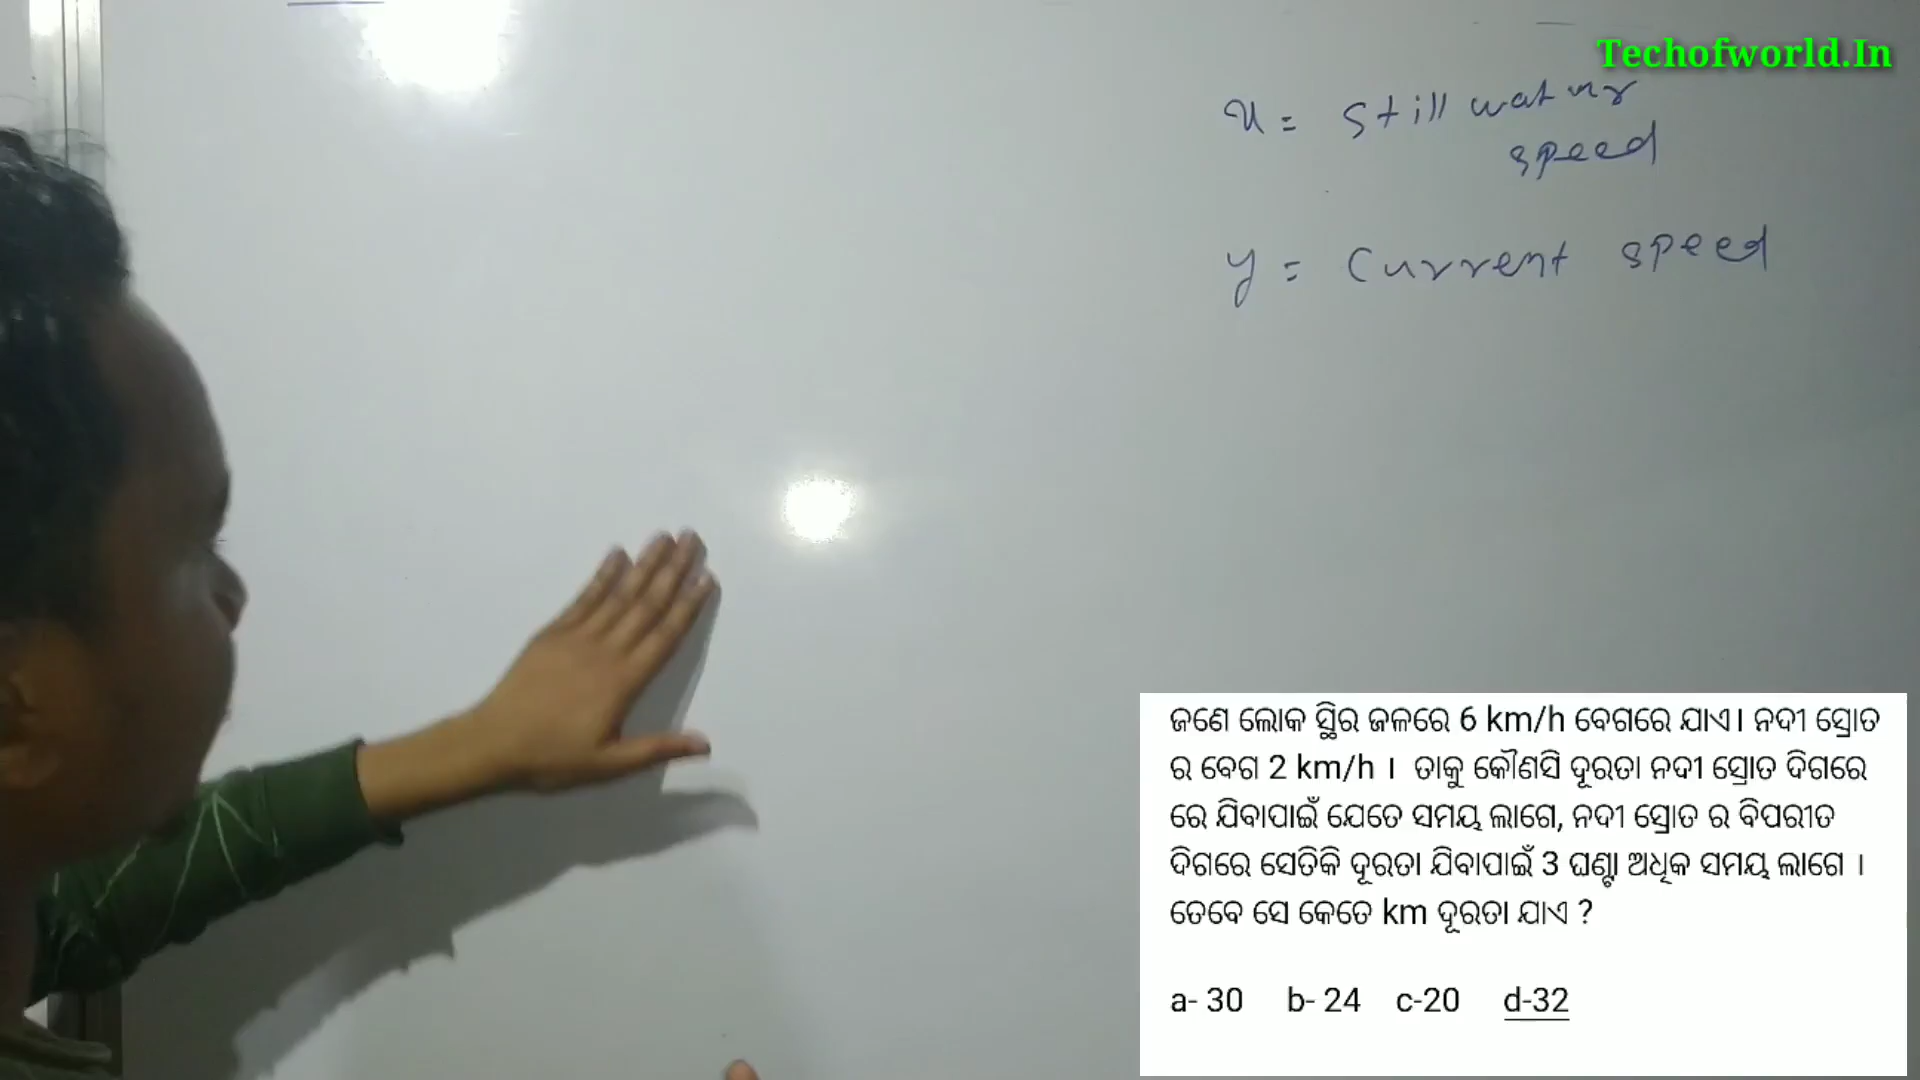 Techofworld.In
x = Still water
speed
y = Current speed
ଜଣେ ଲୋକ ସ୍ଥିର ଜଳରେ 6 km/h ବେଗରେ ଯାଏ। ନଦୀ ସ୍ରୋତ
ର ବେଗ 2 km/h । ତାକୁ କୌଣସି ଦୂରତା ନଦୀ ସ୍ରୋତ ଦିଗରେ
ରେ ଯିବାପାଇଁ ଯେତେ ସମୟ ଲାଗେ, ନଦୀ ସ୍ରୋତ ର ବିପରୀତ
ଦିଗରେ ସେତିକି ଦୂରତା ଯିବାପାଇଁ 3 ଘଣ୍ଟା ଅଧିକ ସମୟ ଲାଗେ ।
ତେବେ ସେ କେତେ km ଦୂରତା ଯାଏ ?
a- 30 b- 24 c-20 d-32